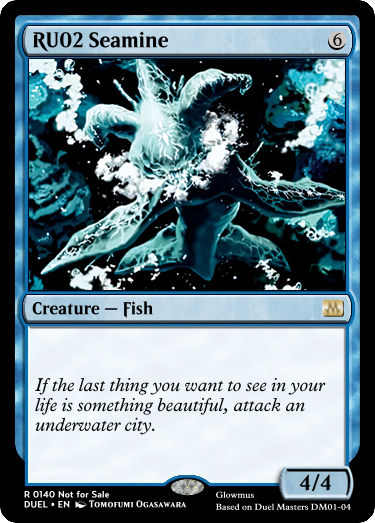 RU02 Seamine
6
Creature — Fish
If the last thing you want to see in your
life is something beautiful, attack an
underwater city.
4/4
R 0140 Not for Sale
DUEL • EN Tomofumi Ogasawara
Glowmus
Based on Duel Masters DM01-04